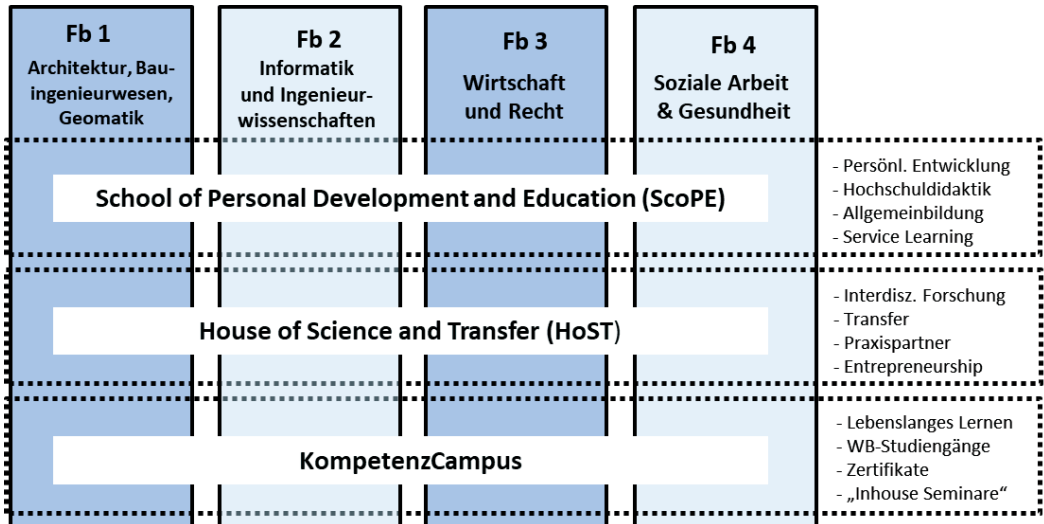 Fb 1
Architektur, Bau-
ingenieurwesen,
Geomatik
Fb 2
Informatik
und Ingenieur-
wissenschaften
Fb 3
Wirtschaft
und Recht
Fb 4
Soziale Arbeit
& Gesundheit
School of Personal Development and Education (ScoPE)
- Persönl. Entwicklung
- Hochschuldidaktik
- Allgemeinbildung
- Service Learning
House of Science and Transfer (HoST)
- Interdisz. Forschung
- Transfer
- Praxispartner
- Entrepreneurship
KompetenzCampus
- Lebenslanges Lernen
- WB-Studiengänge
- Zertifikate
- „Inhouse Seminare“